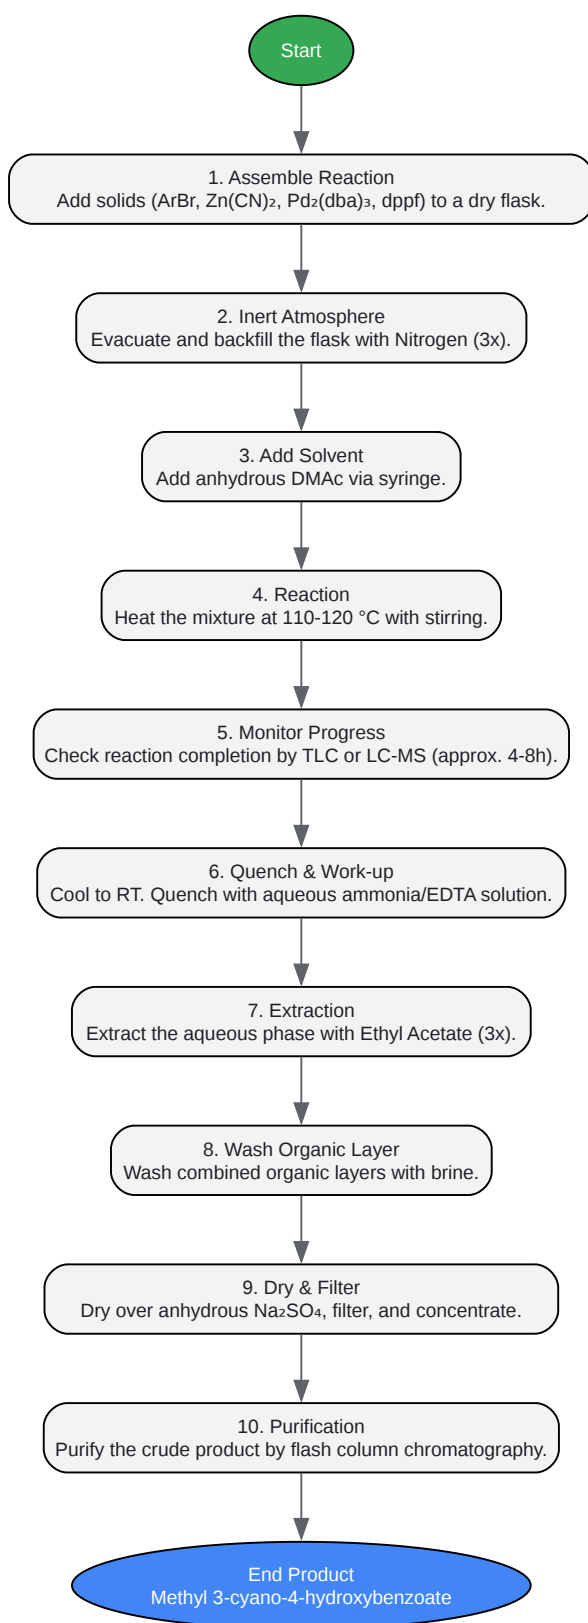 Start
1. Assemble Reaction
Add solids (ArBr, Zn(CN)₂, Pd₂(dba)₃, dppf) to a dry flask.
2. Inert Atmosphere
Evacuate and backfill the flask with Nitrogen (3x).
3. Add Solvent
Add anhydrous DMAc via syringe.
4. Reaction
Heat the mixture at 110-120 °C with stirring.
5. Monitor Progress
Check reaction completion by TLC or LC-MS (approx. 4-8h).
6. Quench & Work-up
Cool to RT. Quench with aqueous ammonia/EDTA solution.
7. Extraction
Extract the aqueous phase with Ethyl Acetate (3x).
8. Wash Organic Layer
Wash combined organic layers with brine.
9. Dry & Filter
Dry over anhydrous Na₂SO₄, filter, and concentrate.
10. Purification
Purify the crude product by flash column chromatography.
End Product
Methyl 3-cyano-4-hydroxybenzoate